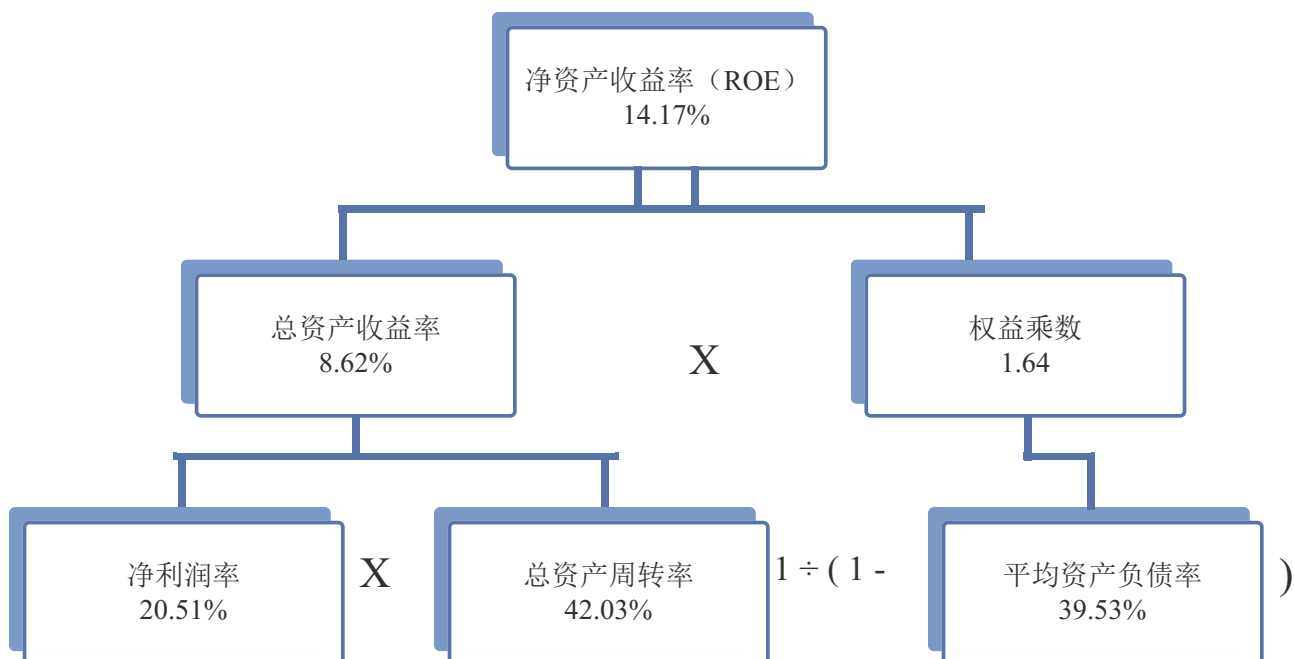 净资产收益率（ROE）
14.17%
总资产收益率
8.62%
X
权益乘数
1.64
净利润率
20.51%
X
总资产周转率
42.03%
1 ÷ ( 1 -
平均资产负债率
39.53%
)